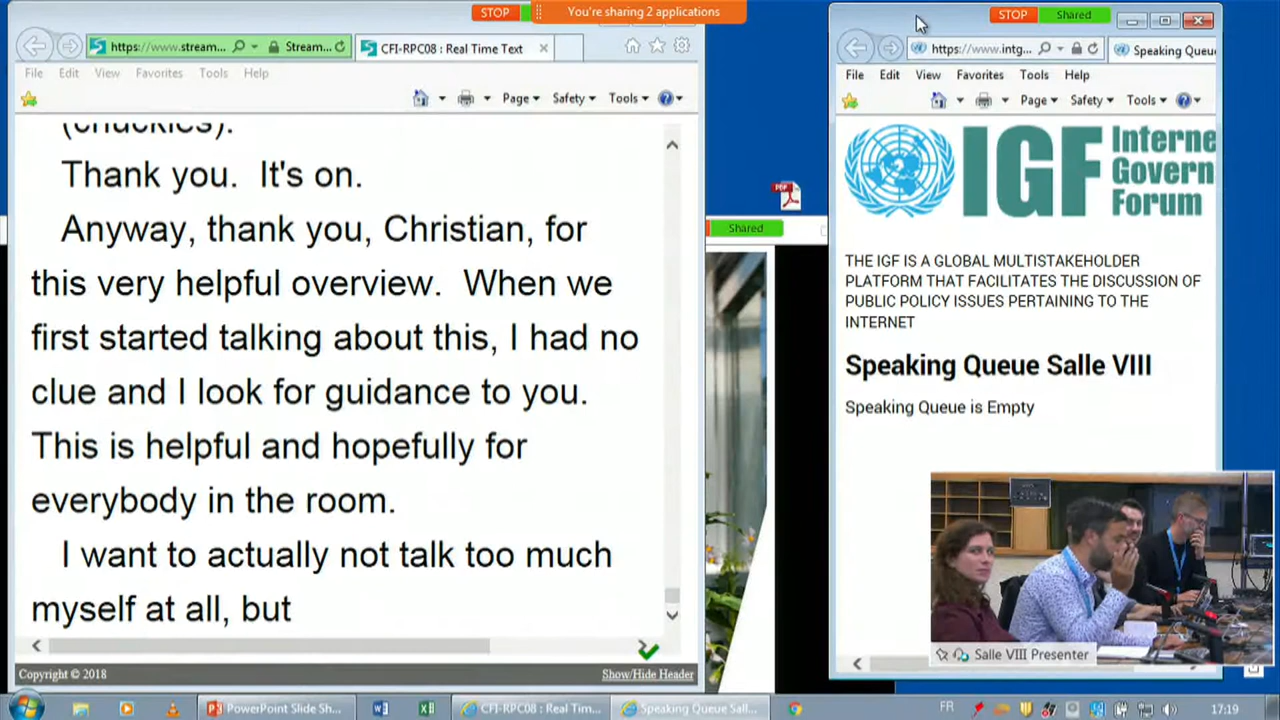 STOP
You're sharing 2 applications
https://www.stream...
Stream...
CFI-RPC08 : Real Time Text
File Edit View Favorites Tools Help
Page Safety Tools
(chuckles).
Thank you. It's on.
Anyway, thank you, Christian, for
this very helpful overview. When we
first started talking about this, I had no
clue and I look for guidance to you.
This is helpful and hopefully for
everybody in the room.
I want to actually not talk too much
myself at all, but
Copyright © 2018
Show/Hide Header
PDF
Shared
STOP
Shared
https://www.intg...
Speaking Queu
File Edit View Favorites Tools Help
Page Safety Tools
IGF Interne
Govern
Forum
THE IGF IS A GLOBAL MULTISTAKEHOLDER
PLATFORM THAT FACILITATES THE DISCUSSION OF
PUBLIC POLICY ISSUES PERTAINING TO THE
INTERNET
Speaking Queue Salle VIII
Speaking Queue is Empty
Salle VIII Presenter
PowerPoint Slide Sh...
CFI-RPC08 : Real Tim...
Speaking Queue Sall...
FR
17:19